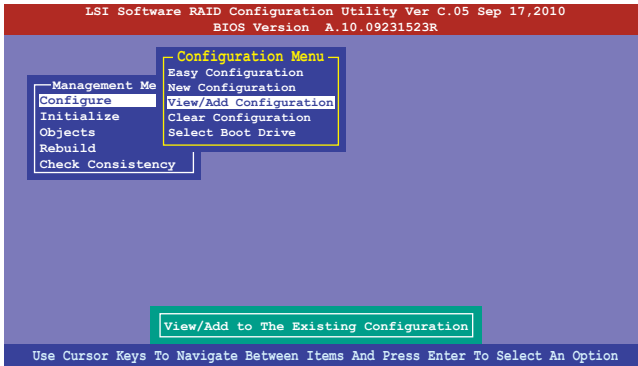 LSI Software RAID Configuration Utility Ver C.05 Sep 17,2010
BIOS Version A.10.09231523R
Configuration Menu
Easy Configuration
New Configuration
View/Add Configuration
Clear Configuration
Select Boot Drive
Management Me
Configure
Initialize
Objects
Rebuild
Check Consistency
View/Add to The Existing Configuration
Use Cursor Keys To Navigate Between Items And Press Enter To Select An Option